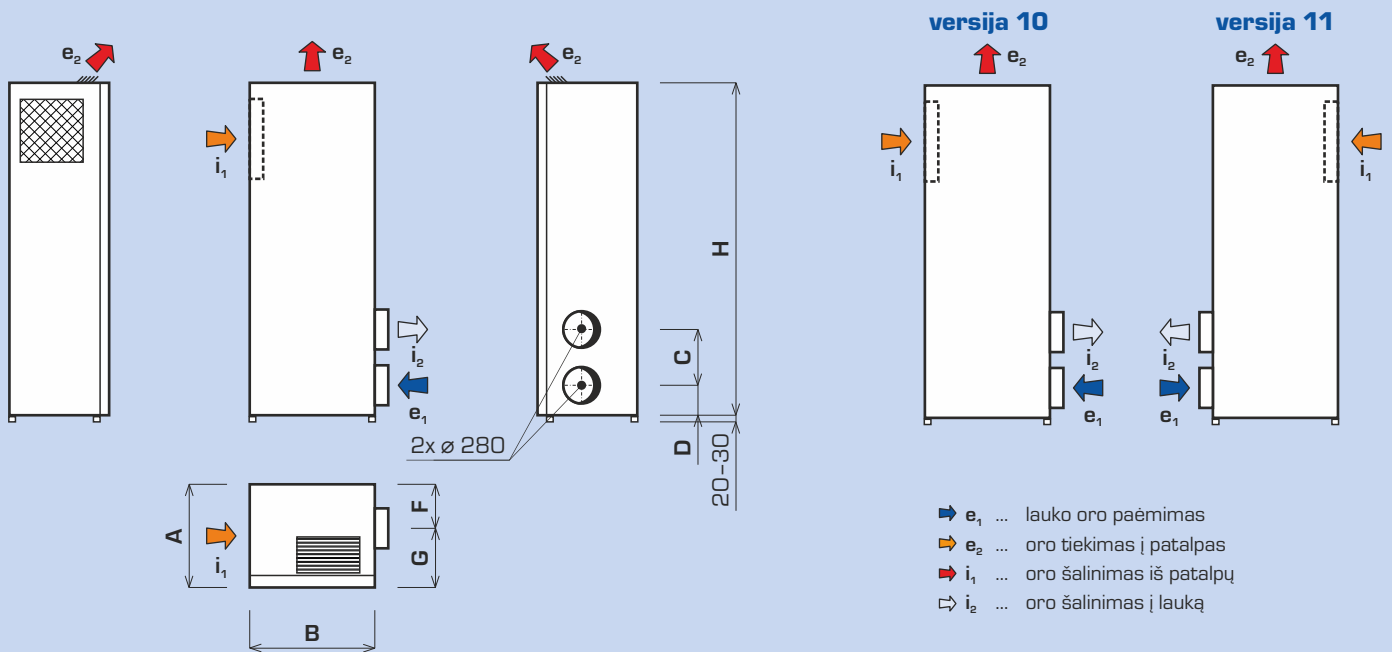 versija 10
versija 11
e₂
e₂
e₂
e₂
e₂
i₁
i₁
i₁
H
i₂
e₁
C
i₂
e₁
i₂
e₁
2x ø 280
D
20-30
A
i₁
F
G
B
e₁ ... lauko oro paėmimas
e₂ ... oro tiekimas į patalpas
i₁ ... oro šalinimas iš patalpų
i₂ ... oro šalinimas į lauką